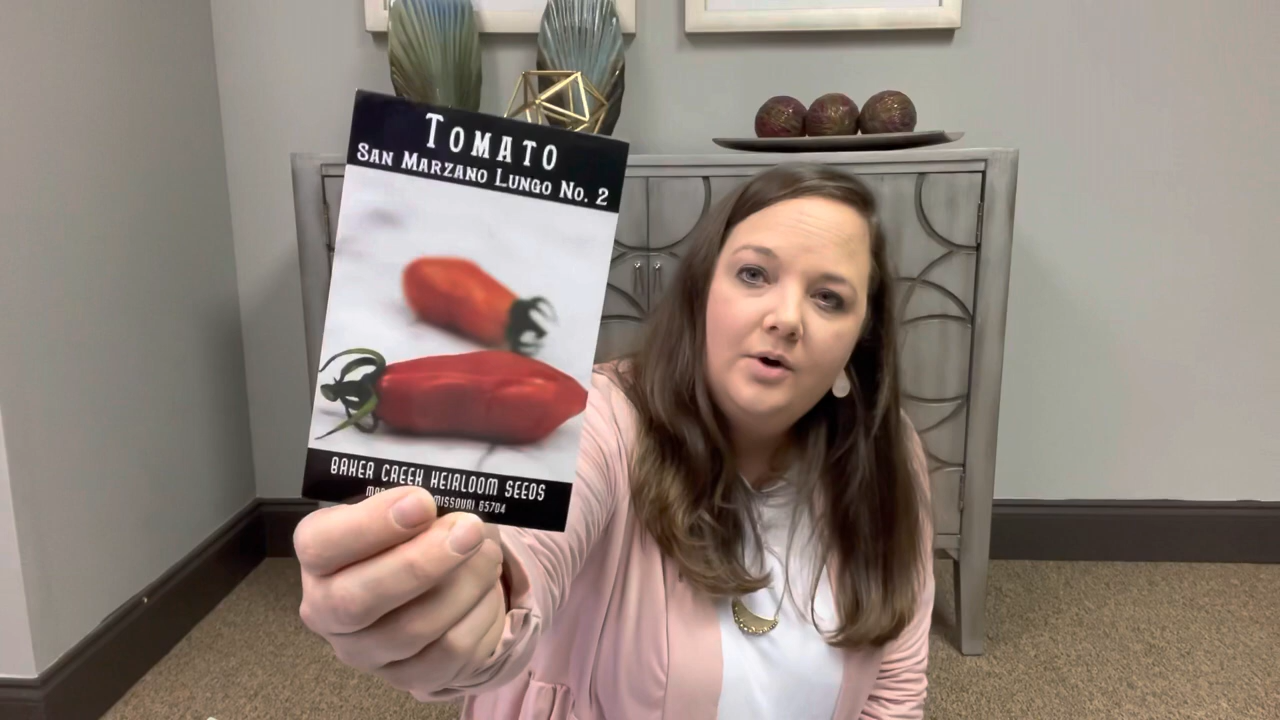 TOMATO
SAN MARZANO LUNGO NO. 2
BAKER CREEK HEIRLOOM SEEDS
MISSOURI 65704